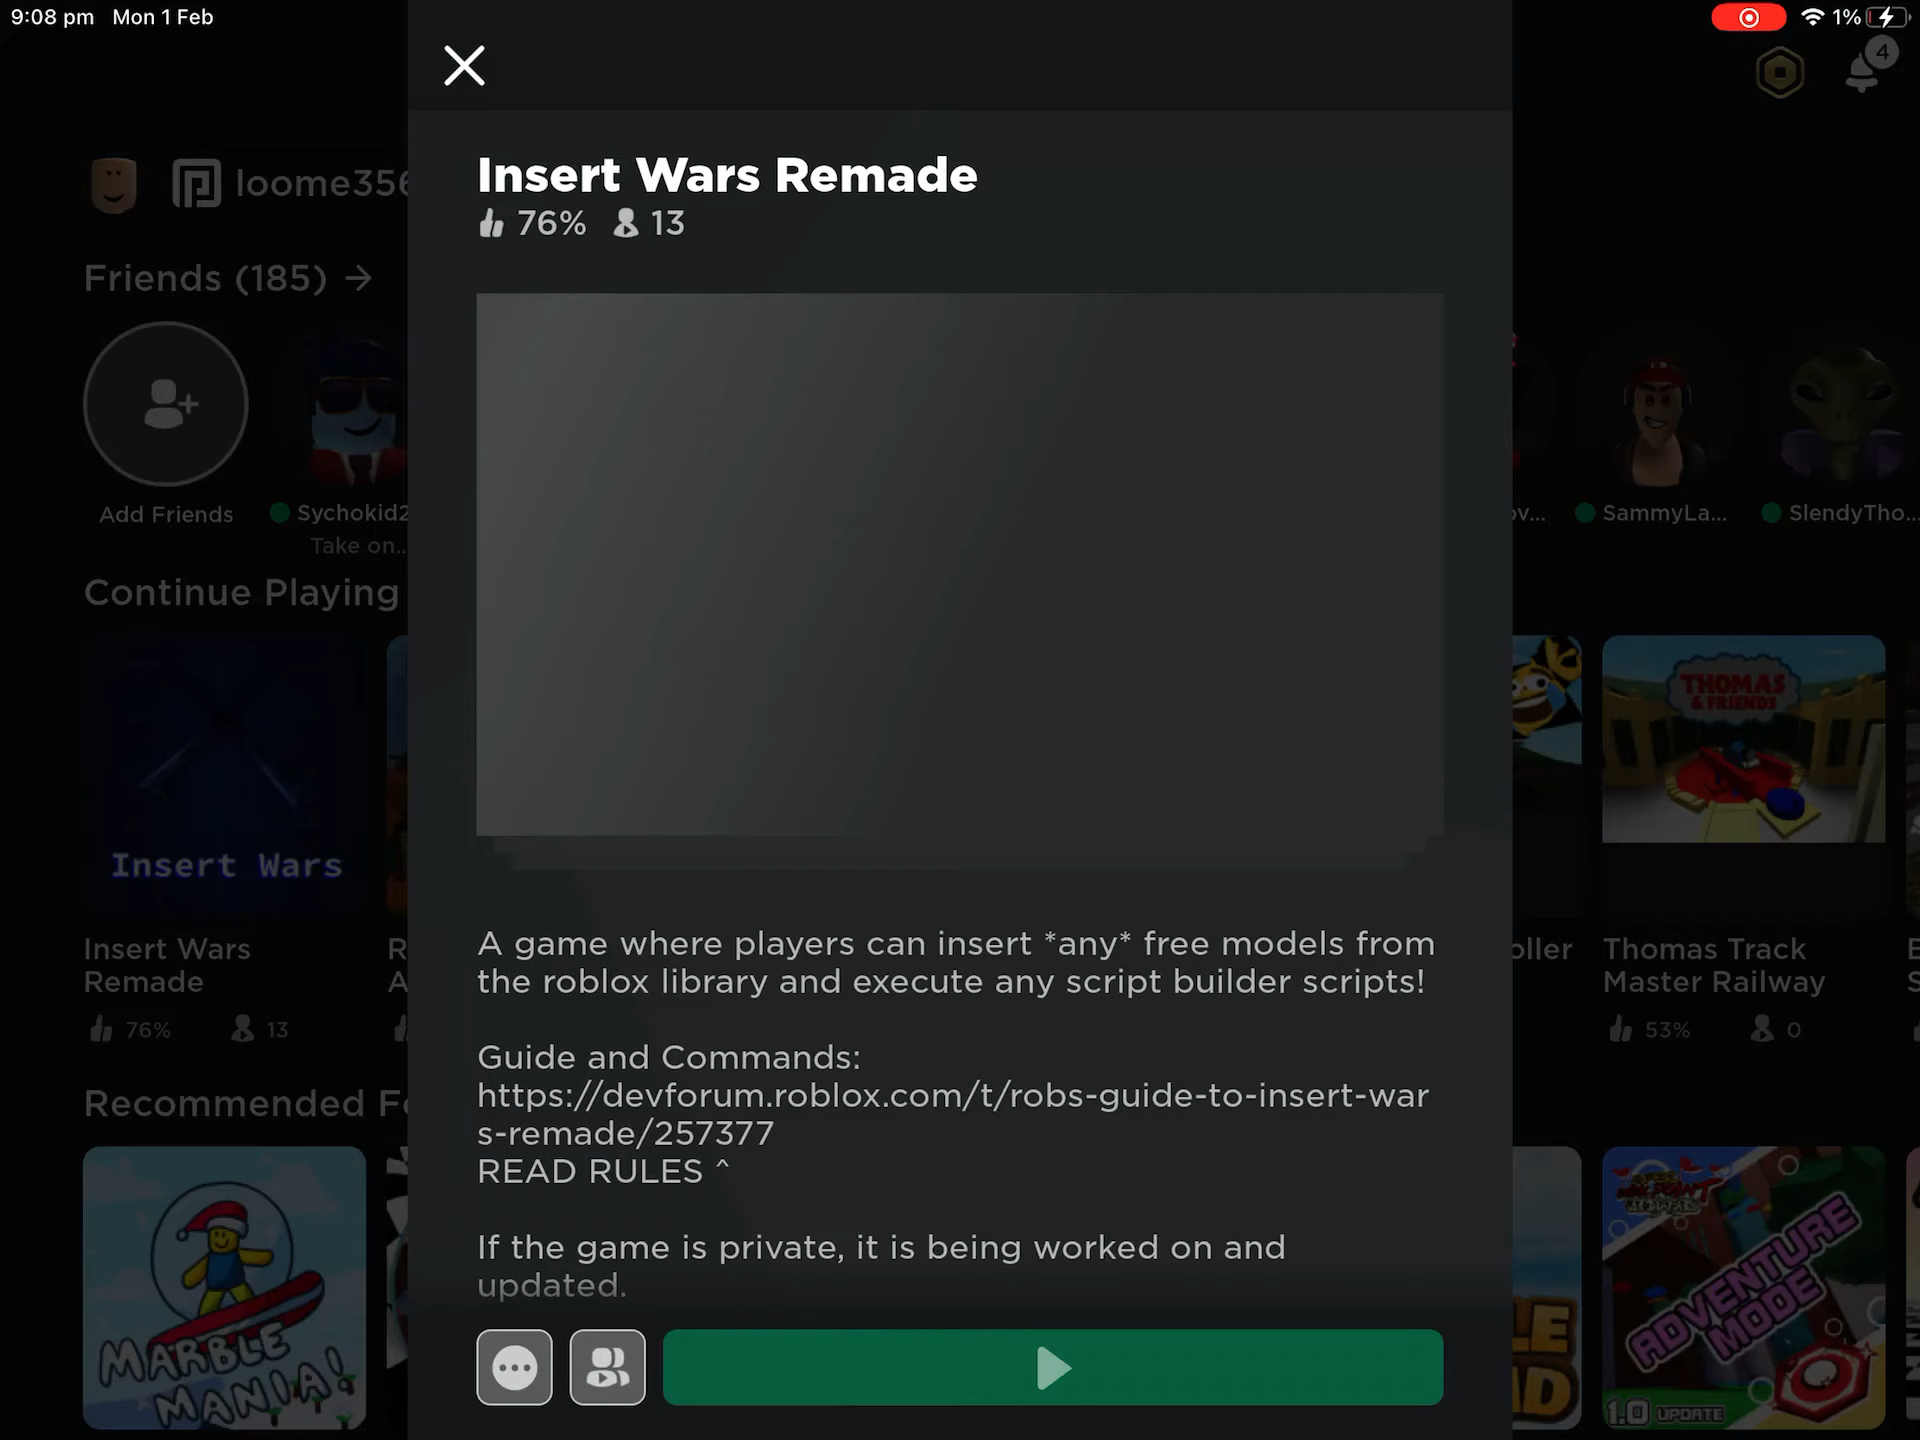 9:08 pm Mon 1 Feb
1%
4
loome356
Friends (185) →
Add Friends
Sychokid2
Take on...
SammyLa...
SlendyTho...
Continue Playing
Insert Wars
Insert Wars
Remade
76% 13
Recommended
MARBLE
MANIA!
Insert Wars Remade
76% 13
A game where players can insert *any* free models from
the roblox library and execute any script builder scripts!
Guide and Commands:
https://devforum.roblox.com/t/robs-guide-to-insert-war
s-remade/257377
READ RULES ^
If the game is private, it is being worked on and
updated.
THOMAS
& FRIENDS
Thomas Track
Master Railway
53% 0
ADVENTURE
MODE
1.0 UPDATE